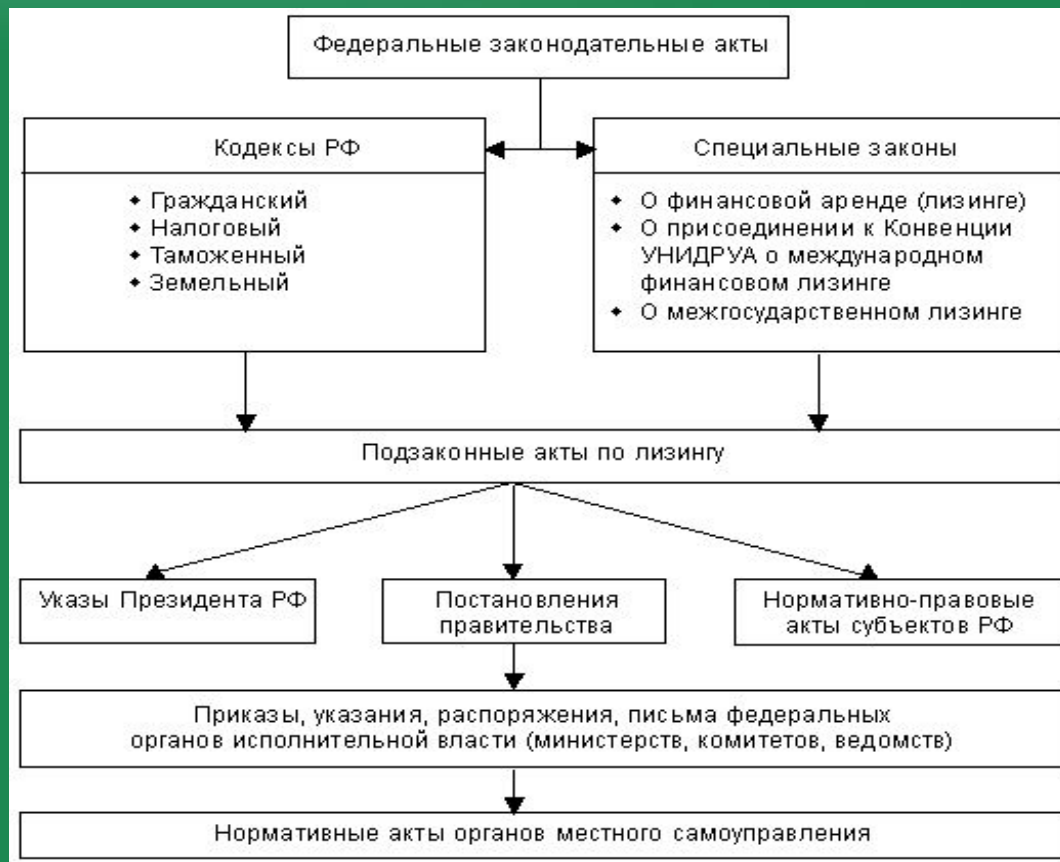 Федеральные законодательные акты
Кодексы РФ
♦ Гражданский
♦ Налоговый
♦ Таможенный
♦ Земельный
Специальные законы
♦ О финансовой аренде (лизинге)
♦ О присоединении к Конвенции
УНИДРУА о международном
финансовом лизинге
♦ О межгосударственном лизинге
Подзаконные акты по лизингу
Указы Президента РФ
Постановления
правительства
Нормативно-правовые
акты субъектов РФ
Приказы, указания, распоряжения, письма федеральных
органов исполнительной власти (министерств, комитетов, ведомств)
Нормативные акты органов местного самоуправления